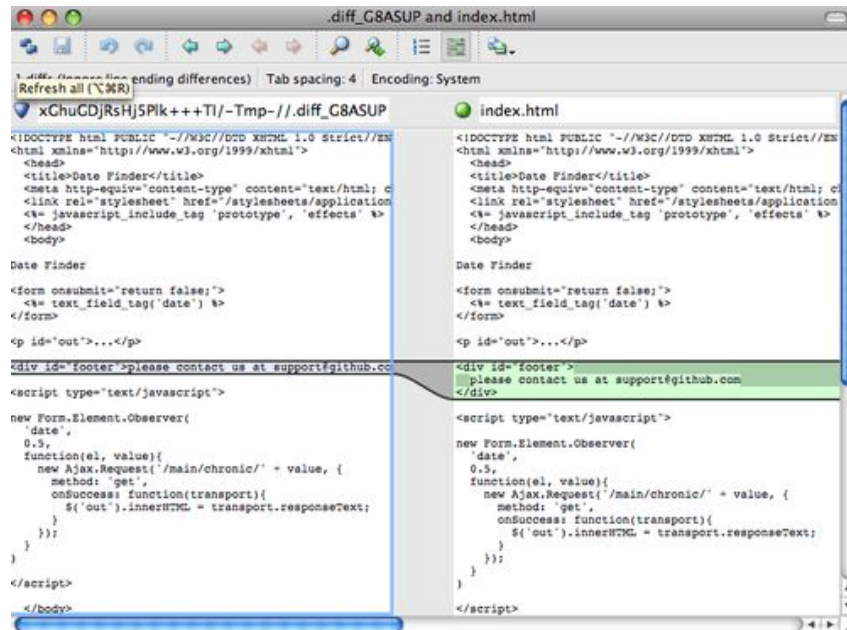 .diff_G8ASUP and index.html
1 diffs (Ignore line ending differences) Tab spacing: 4 Encoding: System
Refresh all (⌥⌘R)
xGhuGDjRsHj5Plk+++TI/-Tmp-//.diff_G8ASUP
<!DOCTYPE html PUBLIC "-//W3C//DTD XHTML 1.0 Strict//EN
<html xmlns="http://www.w3.org/1999/xhtml">
<head>
<title>Date Finder</title>
<meta http-equiv="content-type" content="text/html; c
<link rel="stylesheet" href="/stylesheets/application
<%= javascript_include_tag 'prototype', 'effects' %>
</head>
<body>
Date Finder
<form onsubmit="return false;">
<%= text_field_tag('date') %>
</form>
<p id="out">...</p>
<div id="footer">please contact us at support@github.co
<script type="text/javascript">
new Form.Element.Observer(
'date',
0.5,
function(el, value){
new Ajax.Request('/main/chronic/' + value, {
method: 'get',
onSuccess: function(transport){
$('out').innerHTML = transport.responseText;
}
});
}
)
</script>
</body>
index.html
<!DOCTYPE html PUBLIC "-//W3C//DTD XHTML 1.0 Strict//EN
<html xmlns="http://www.w3.org/1999/xhtml">
<head>
<title>Date Finder</title>
<meta http-equiv="content-type" content="text/html; c
<link rel="stylesheet" href="/stylesheets/application
<%= javascript_include_tag 'prototype', 'effects' %>
</head>
<body>
Date Finder
<form onsubmit="return false;">
<%= text_field_tag('date') %>
</form>
<p id="out">...</p>
<div id="footer">
please contact us at support@github.com
</div>
<script type="text/javascript">
new Form.Element.Observer(
'date',
0.5,
function(el, value){
new Ajax.Request('/main/chronic/' + value, {
method: 'get',
onSuccess: function(transport){
$('out').innerHTML = transport.responseText;
}
});
}
)
</script>